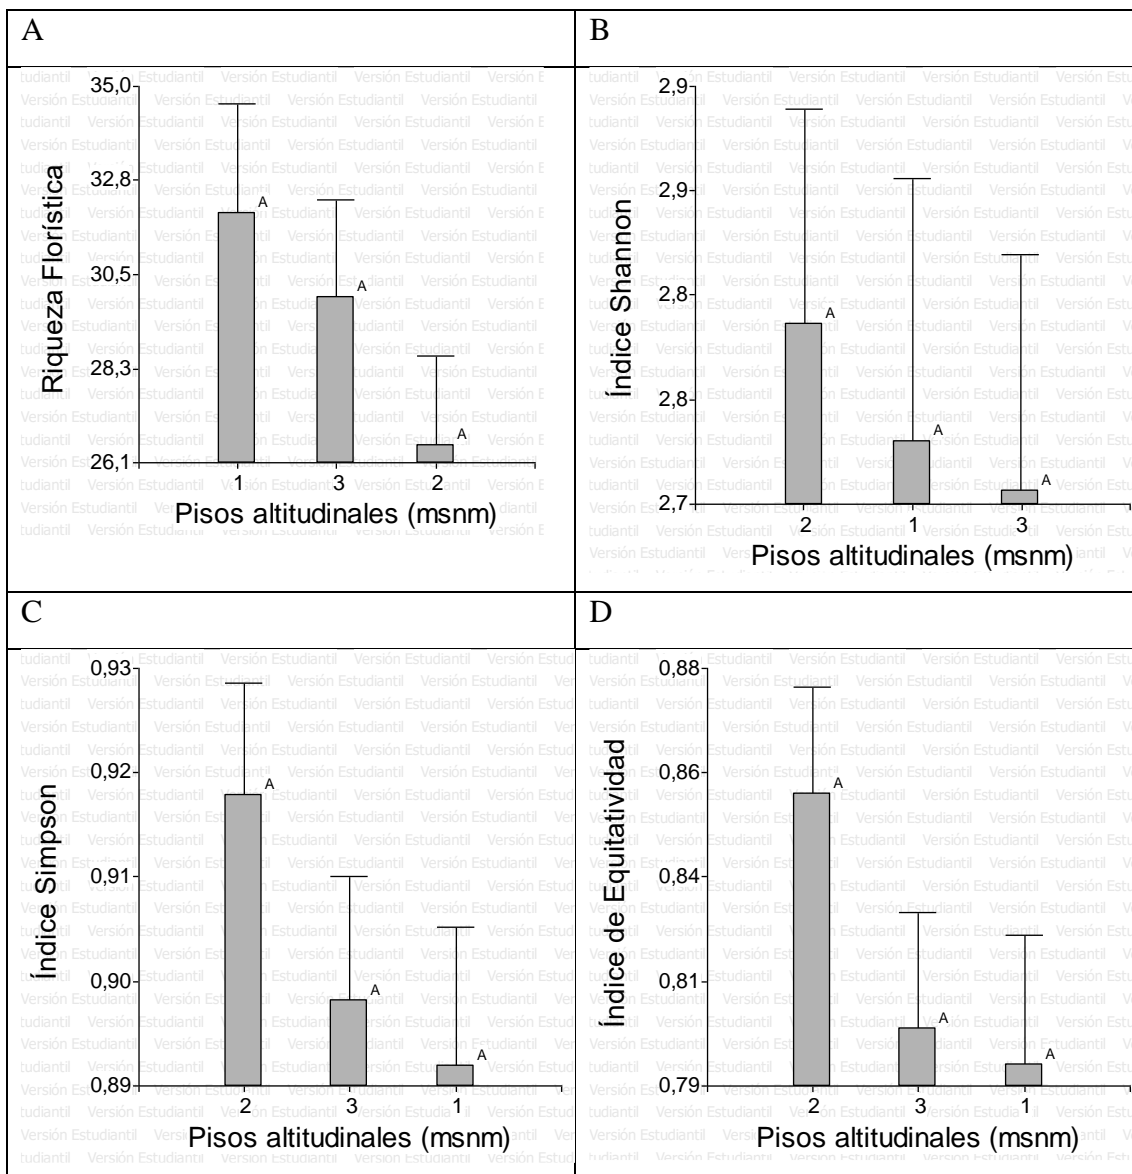 A
Riqueza Florística
35,0
32,8
30,5
28,3
26,1
A
A
A
1 3 2
Pisos altitudinales (msnm)
B
Índice Shannon
2,9
2,9
2,8
2,8
2,7
A
A
A
2 1 3
Pisos altitudinales (msnm)
C
Índice Simpson
0,93
0,92
0,91
0,90
0,89
A
A
A
2 3 1
Pisos altitudinales (msnm)
D
Índice de Equitatividad
0,88
0,86
0,84
0,81
0,79
A
A
A
2 3 1
Pisos altitudinales (msnm)
Versión Estudiantil